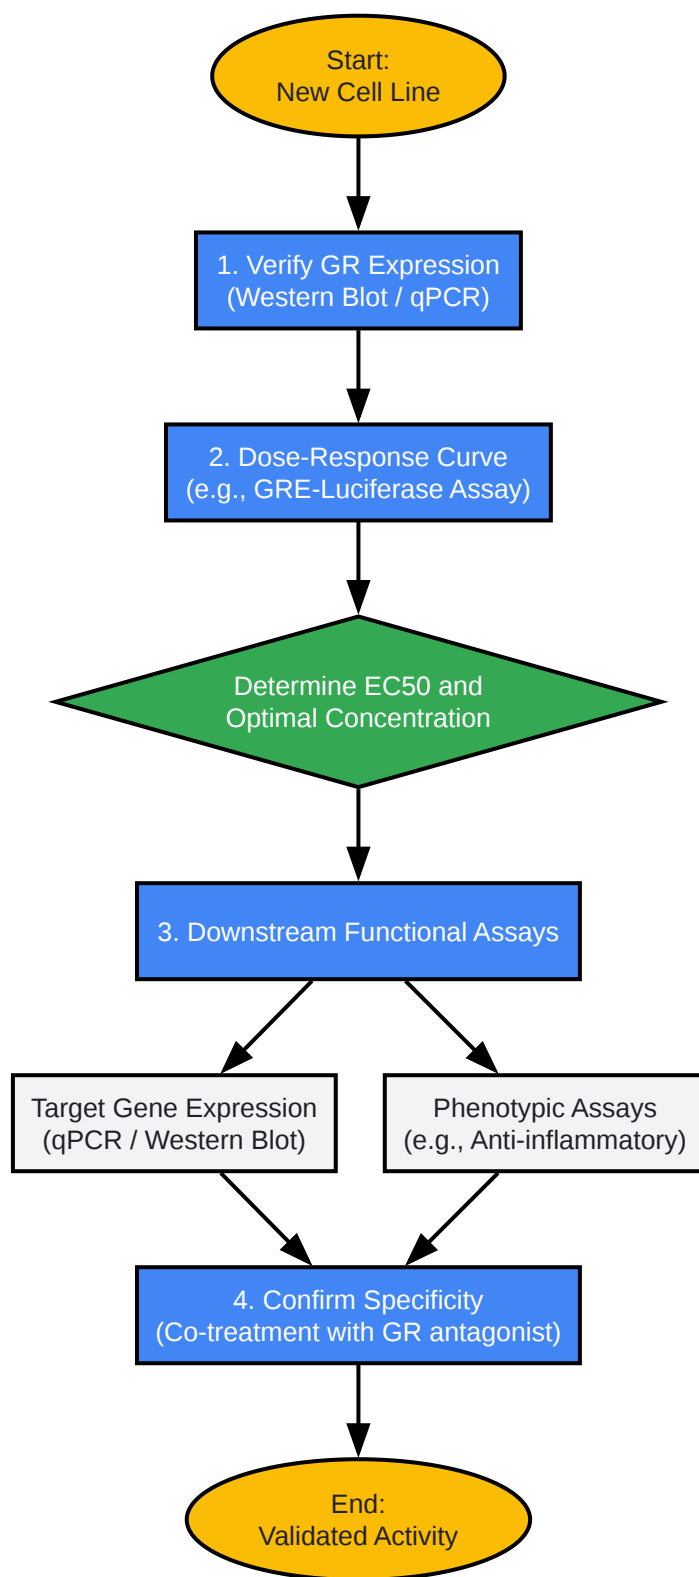 Start:
New Cell Line
1. Verify GR Expression
(Western Blot / qPCR)
2. Dose-Response Curve
(e.g., GRE-Luciferase Assay)
Determine EC50 and
Optimal Concentration
3. Downstream Functional Assays
Target Gene Expression
(qPCR / Western Blot)
Phenotypic Assays
(e.g., Anti-inflammatory)
4. Confirm Specificity
(Co-treatment with GR antagonist)
End:
Validated Activity